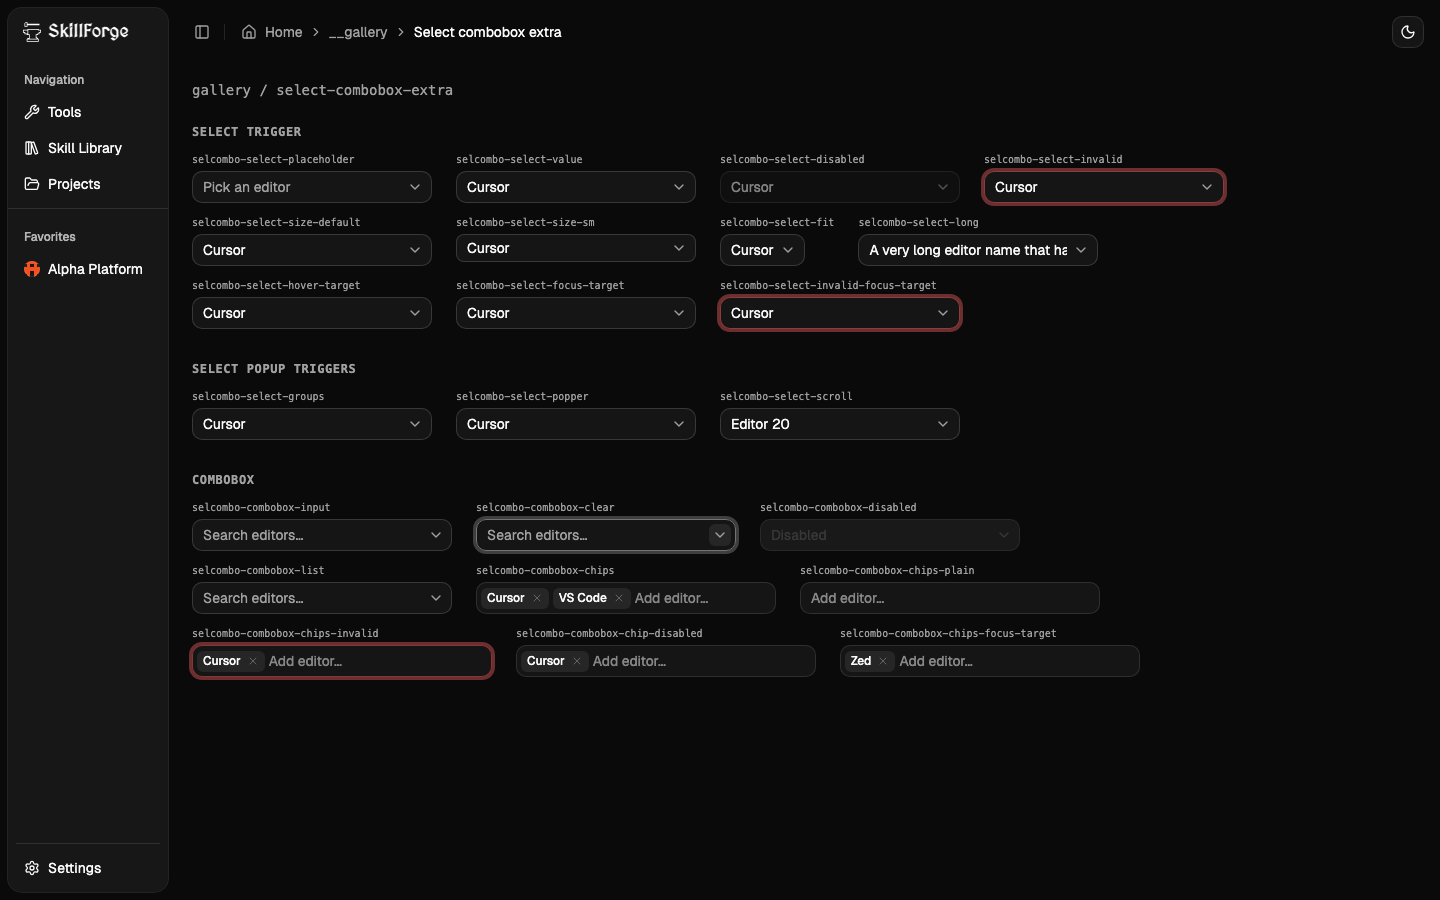 SkillForge
Home
__gallery
Select combobox extra
Navigation
Tools
Skill Library
Projects
Favorites
Alpha Platform
Settings
gallery / select-combobox-extra
SELECT TRIGGER
selcombo-select-placeholder
selcombo-select-value
selcombo-select-disabled
selcombo-select-invalid
Pick an editor
Cursor
Cursor
Cursor
selcombo-select-size-default
selcombo-select-size-sm
selcombo-select-fit
selcombo-select-long
Cursor
Cursor
Cursor
A very long editor name that ha
selcombo-select-hover-target
selcombo-select-focus-target
selcombo-select-invalid-focus-target
Cursor
Cursor
Cursor
SELECT POPUP TRIGGERS
selcombo-select-groups
selcombo-select-popper
selcombo-select-scroll
Cursor
Cursor
Editor 20
COMBOBOX
selcombo-combobox-input
selcombo-combobox-clear
selcombo-combobox-disabled
Search editors...
Search editors...
Disabled
selcombo-combobox-list
selcombo-combobox-chips
selcombo-combobox-chips-plain
Search editors...
Cursor VS Code Add editor...
Add editor...
selcombo-combobox-chips-invalid
selcombo-combobox-chip-disabled
selcombo-combobox-chips-focus-target
Cursor Add editor...
Cursor Add editor...
Zed Add editor...